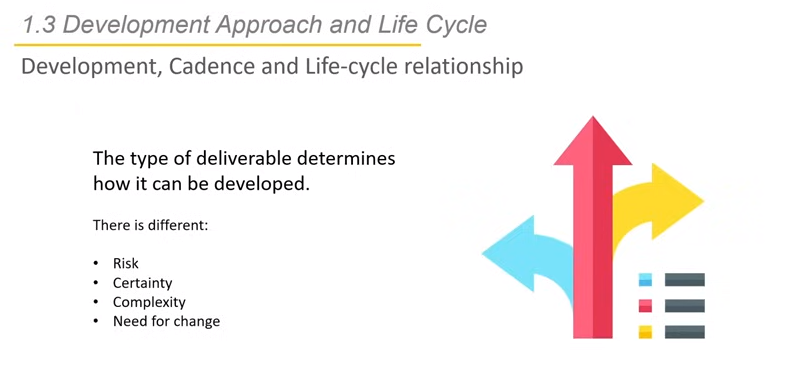 1.3 Development Approach and Life Cycle
Development, Cadence and Life-cycle relationship
The type of deliverable determines
how it can be developed.
There is different:
• Risk
• Certainty
• Complexity
• Need for change